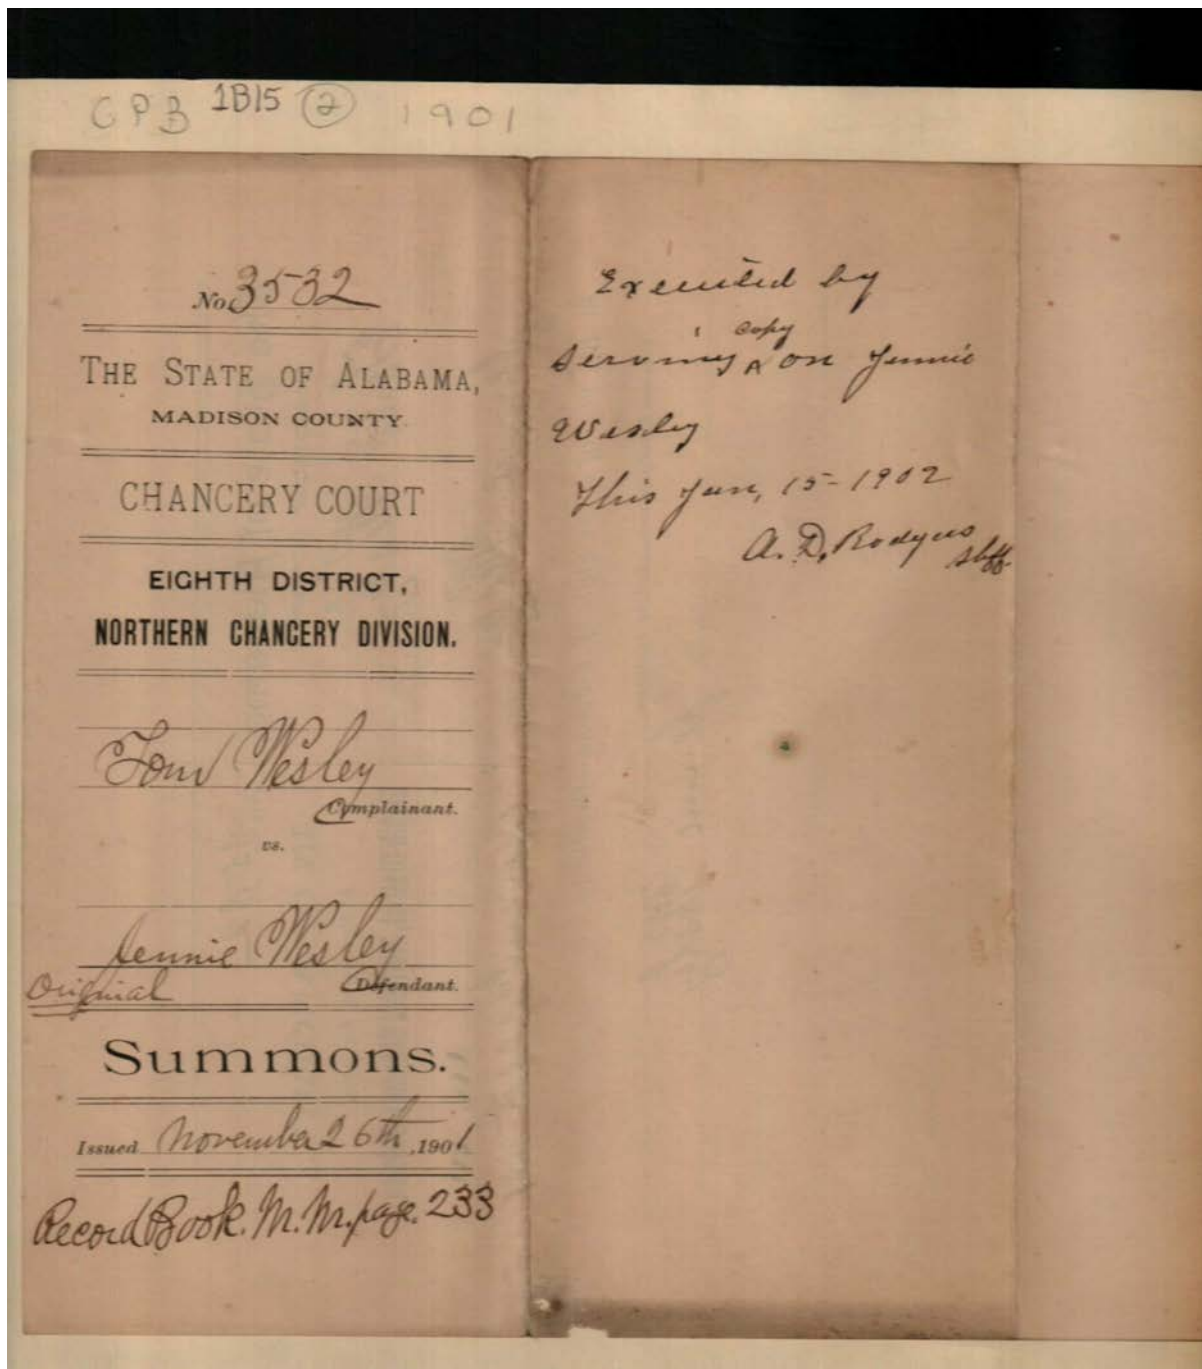 CPB 1B15 (2) 1901
No. 3532
THE STATE OF ALABAMA,
MADISON COUNTY.
CHANCERY COURT
EIGHTH DISTRICT,
NORTHERN CHANCERY DIVISION.
Tom Wesley
Complainant.
vs.
Jennie Wesley
Original Defendant.
Summons.
Issued November 26th, 1901
Record Book. M. M. page. 233
Executed by
copy
serving ^ on Jennie
Wesley
This Jan, 15-1902
A. D. Rodgers
Shff.